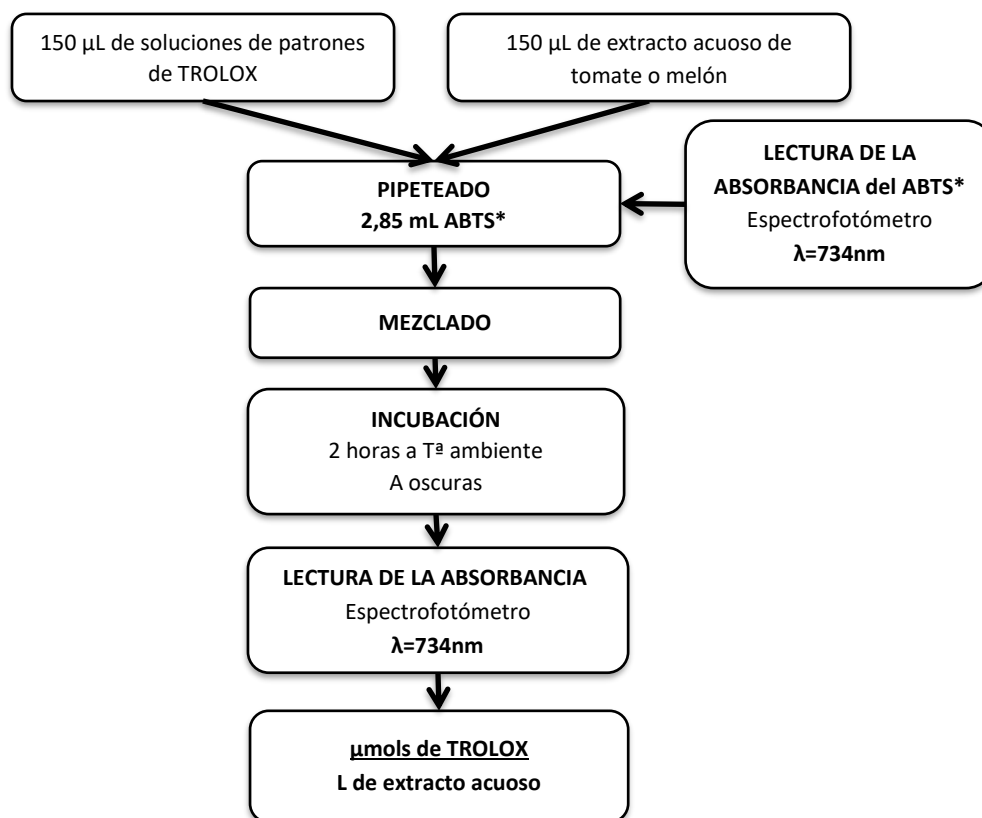 150 µL de soluciones de patrones
de TROLOX
150 µL de extracto acuoso de
tomate o melón
LECTURA DE LA
ABSORBANCIA del ABTS*
Espectrofotómetro
λ=734nm
PIPETEADO
2,85 mL ABTS*
MEZCLADO
INCUBACIÓN
2 horas a Tª ambiente
A oscuras
LECTURA DE LA ABSORBANCIA
Espectrofotómetro
λ=734nm
µmols de TROLOX
L de extracto acuoso